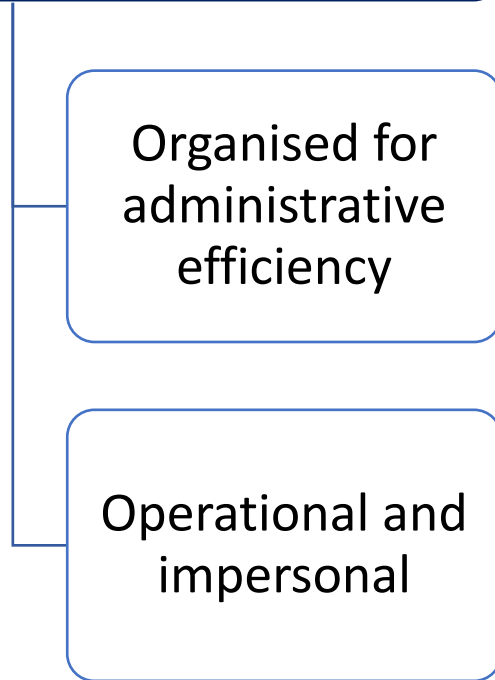 Organised for
administrative
efficiency
Operational and
impersonal